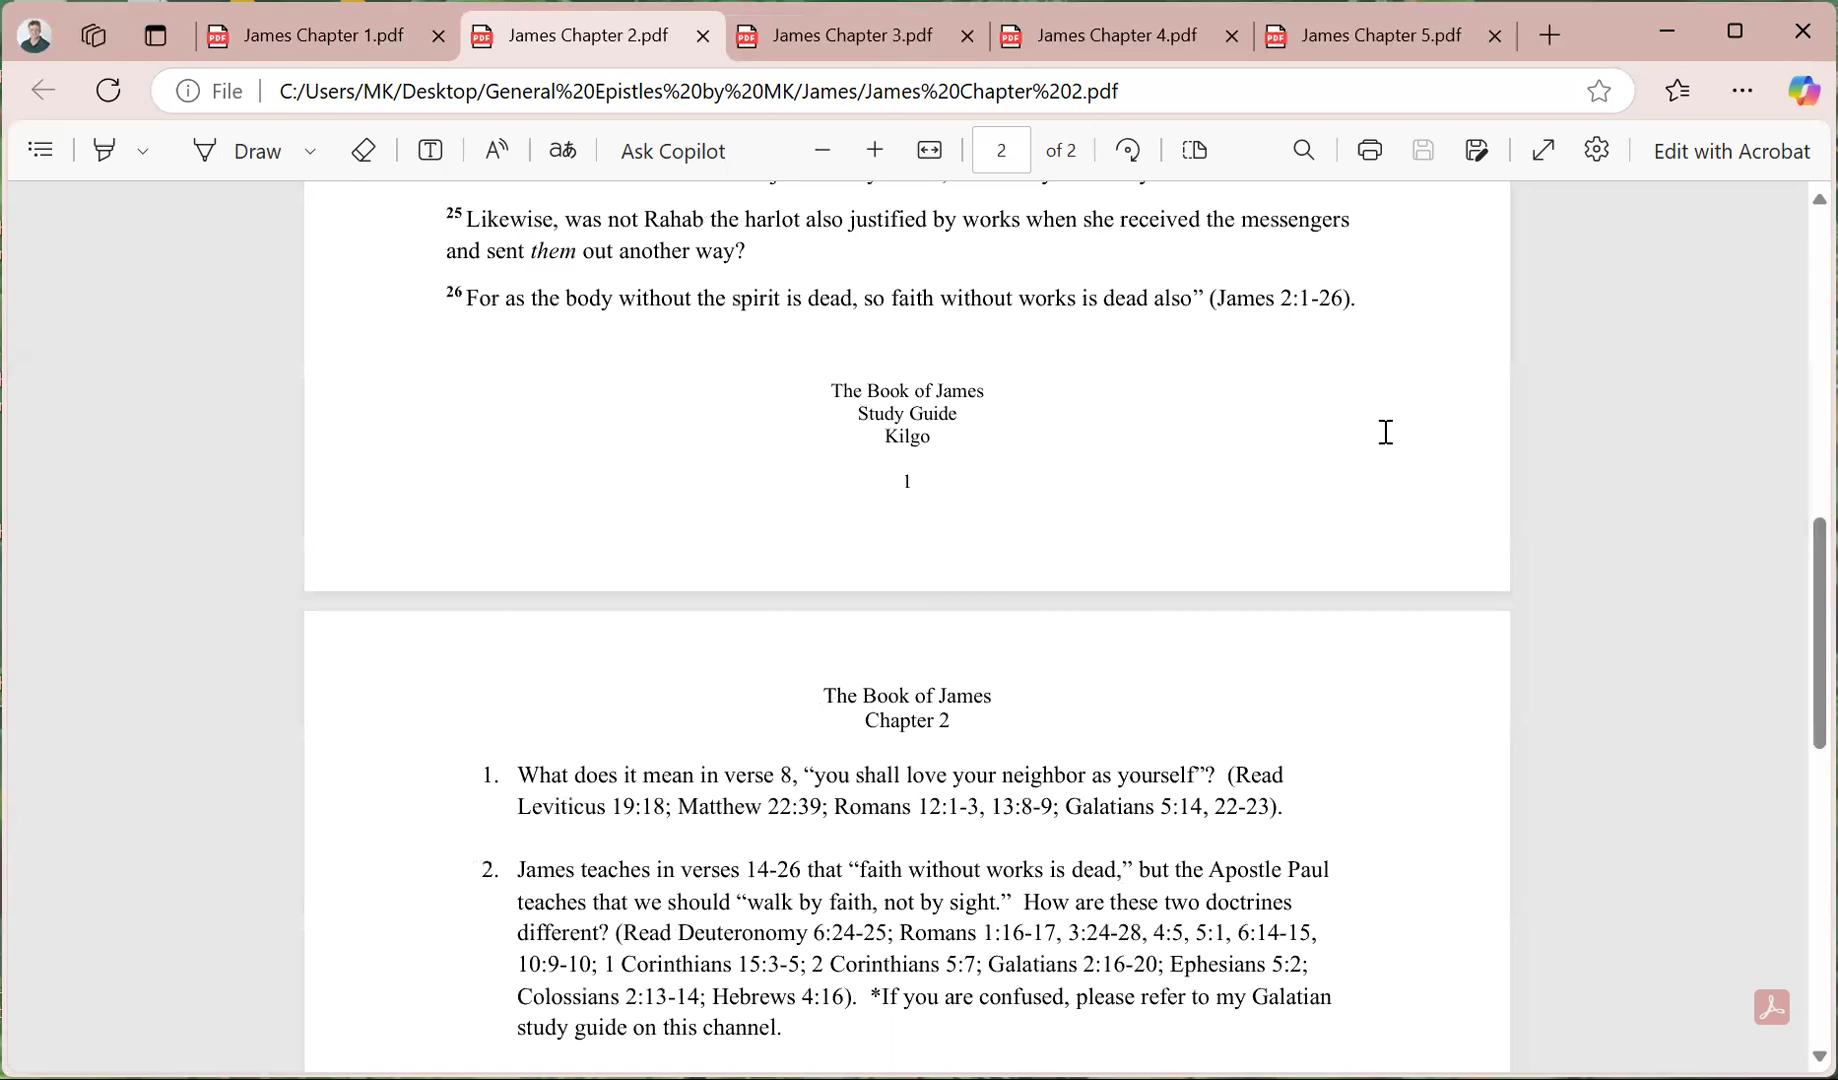 James Chapter 1.pdf
James Chapter 2.pdf
James Chapter 3.pdf
James Chapter 4.pdf
James Chapter 5.pdf
File
C:/Users/MK/Desktop/General%20Epistles%20by%20MK/James/James%20Chapter%202.pdf
Draw
Ask Copilot
2 of 2
Edit with Acrobat
25 Likewise, was not Rahab the harlot also justified by works when she received the messengers
and sent them out another way?
26 For as the body without the spirit is dead, so faith without works is dead also” (James 2:1-26).
The Book of James
Study Guide
Kilgo
1
The Book of James
Chapter 2
1. What does it mean in verse 8, “you shall love your neighbor as yourself”? (Read
Leviticus 19:18; Matthew 22:39; Romans 12:1-3, 13:8-9; Galatians 5:14, 22-23).
2. James teaches in verses 14-26 that “faith without works is dead,” but the Apostle Paul
teaches that we should “walk by faith, not by sight.” How are these two doctrines
different? (Read Deuteronomy 6:24-25; Romans 1:16-17, 3:24-28, 4:5, 5:1, 6:14-15,
10:9-10; 1 Corinthians 15:3-5; 2 Corinthians 5:7; Galatians 2:16-20; Ephesians 5:2;
Colossians 2:13-14; Hebrews 4:16). *If you are confused, please refer to my Galatian
study guide on this channel.